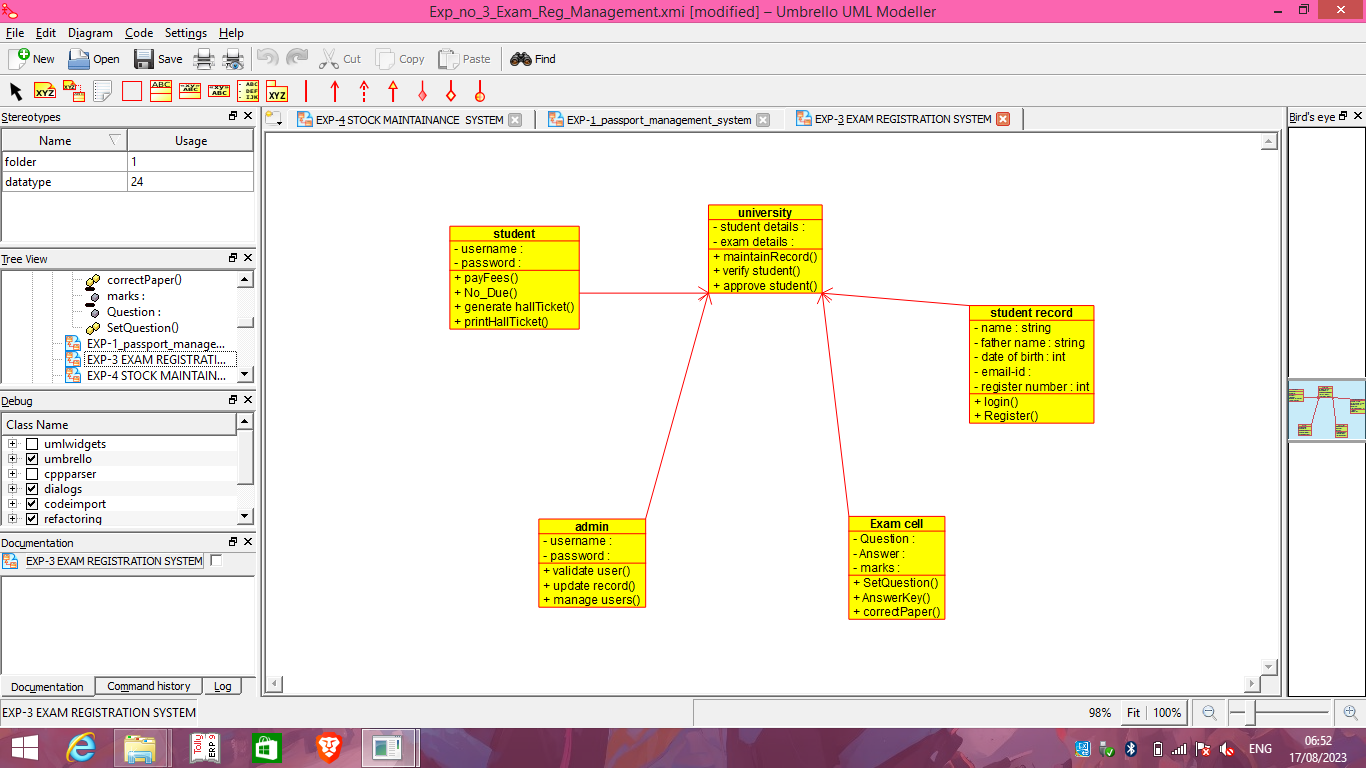 Exp_no_3_Exam_Reg_Management.xmi [modified] – Umbrello UML Modeller
File Edit Diagram Code Settings Help
New Open Save Cut Copy Paste Find
XYZ ABC XYZ
Stereotypes
Name Usage
folder 1
datatype 24
Tree View
correctPaper()
marks :
Question :
SetQuestion()
EXP-1_passport_manage...
EXP-3 EXAM REGISTRATI...
EXP-4 STOCK MAINTAIN...
Debug
Class Name
umlwidgets
umbrello
cppparser
dialogs
codeimport
refactoring
Documentation
EXP-3 EXAM REGISTRATION SYSTEM
Documentation Command history Log
EXP-4 STOCK MAINTAINANCE SYSTEM
EXP-1_passport_management_system
EXP-3 EXAM REGISTRATION SYSTEM
Bird's eye
student
- username :
- password :
+ payFees()
+ No_Due()
+ generate hallTicket()
+ printHallTicket()
university
- student details :
- exam details :
+ maintainRecord()
+ verify student()
+ approve student()
student record
- name : string
- father name : string
- date of birth : int
- email-id :
- register number : int
+ login()
+ Register()
admin
- username :
- password :
+ validate user()
+ update record()
+ manage users()
Exam cell
- Question :
- Answer :
- marks :
+ SetQuestion()
+ AnswerKey()
+ correctPaper()
EXP-3 EXAM REGISTRATION SYSTEM
98% Fit 100%
Tally
ERP 9
ENG
06:52
17/08/2023